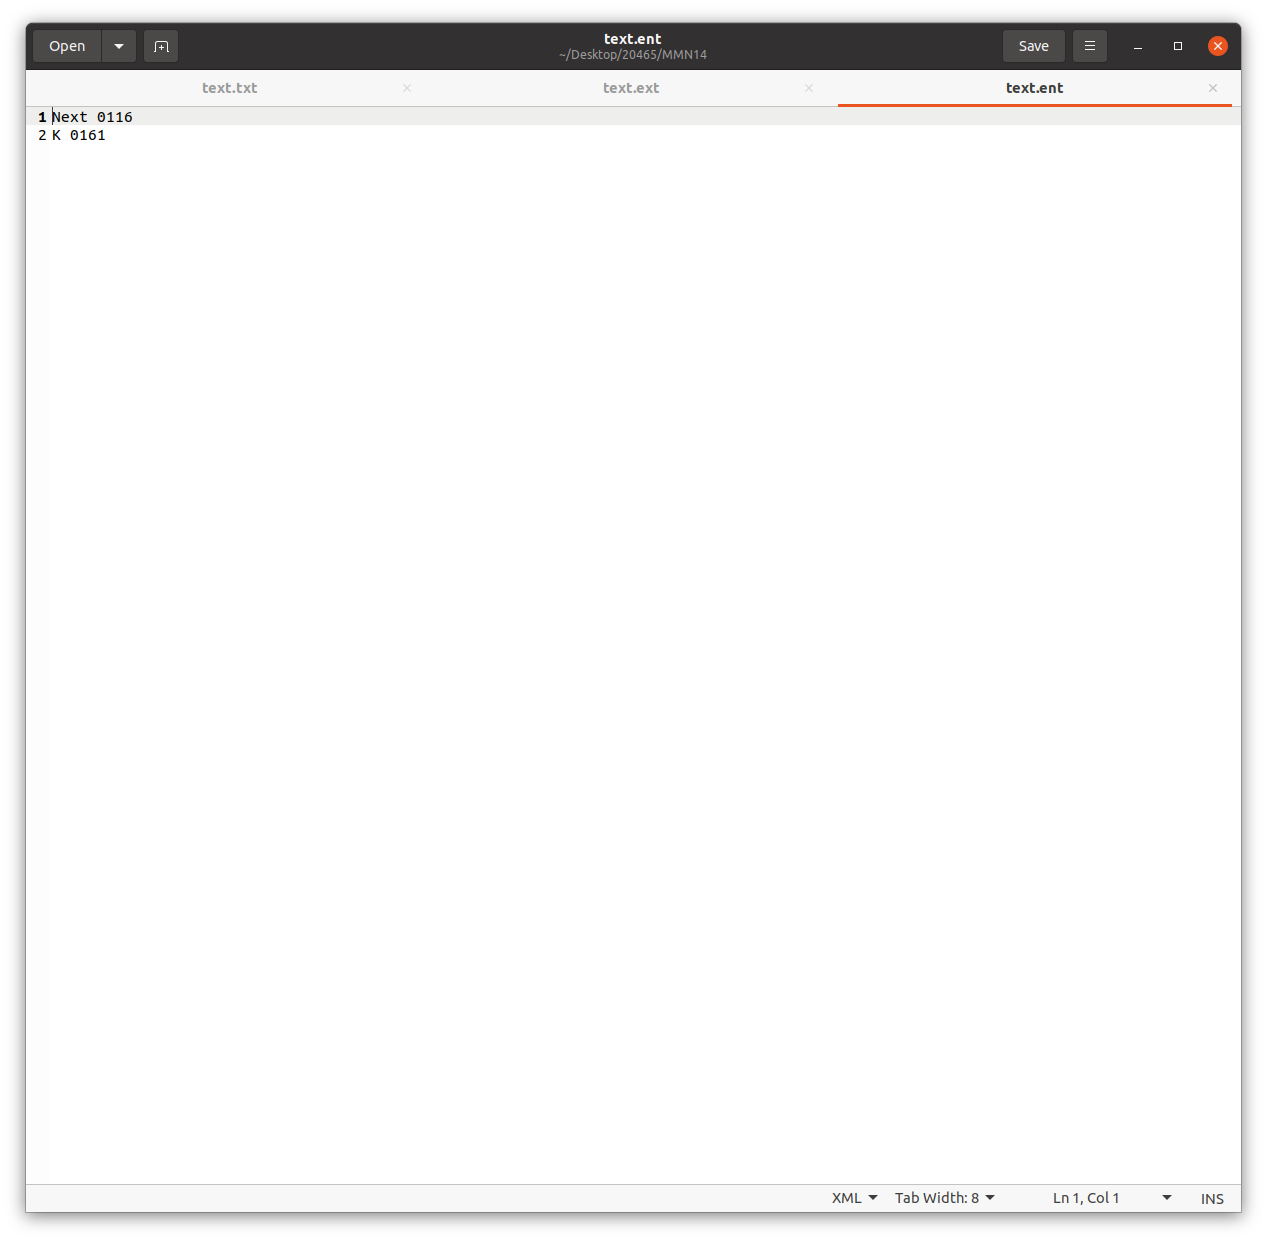 Open
text.ent
~/Desktop/20465/MMN14
Save
text.txt
text.ext
text.ent
1 Next 0116
2 K 0161
XML
Tab Width: 8
Ln 1, Col 1
INS